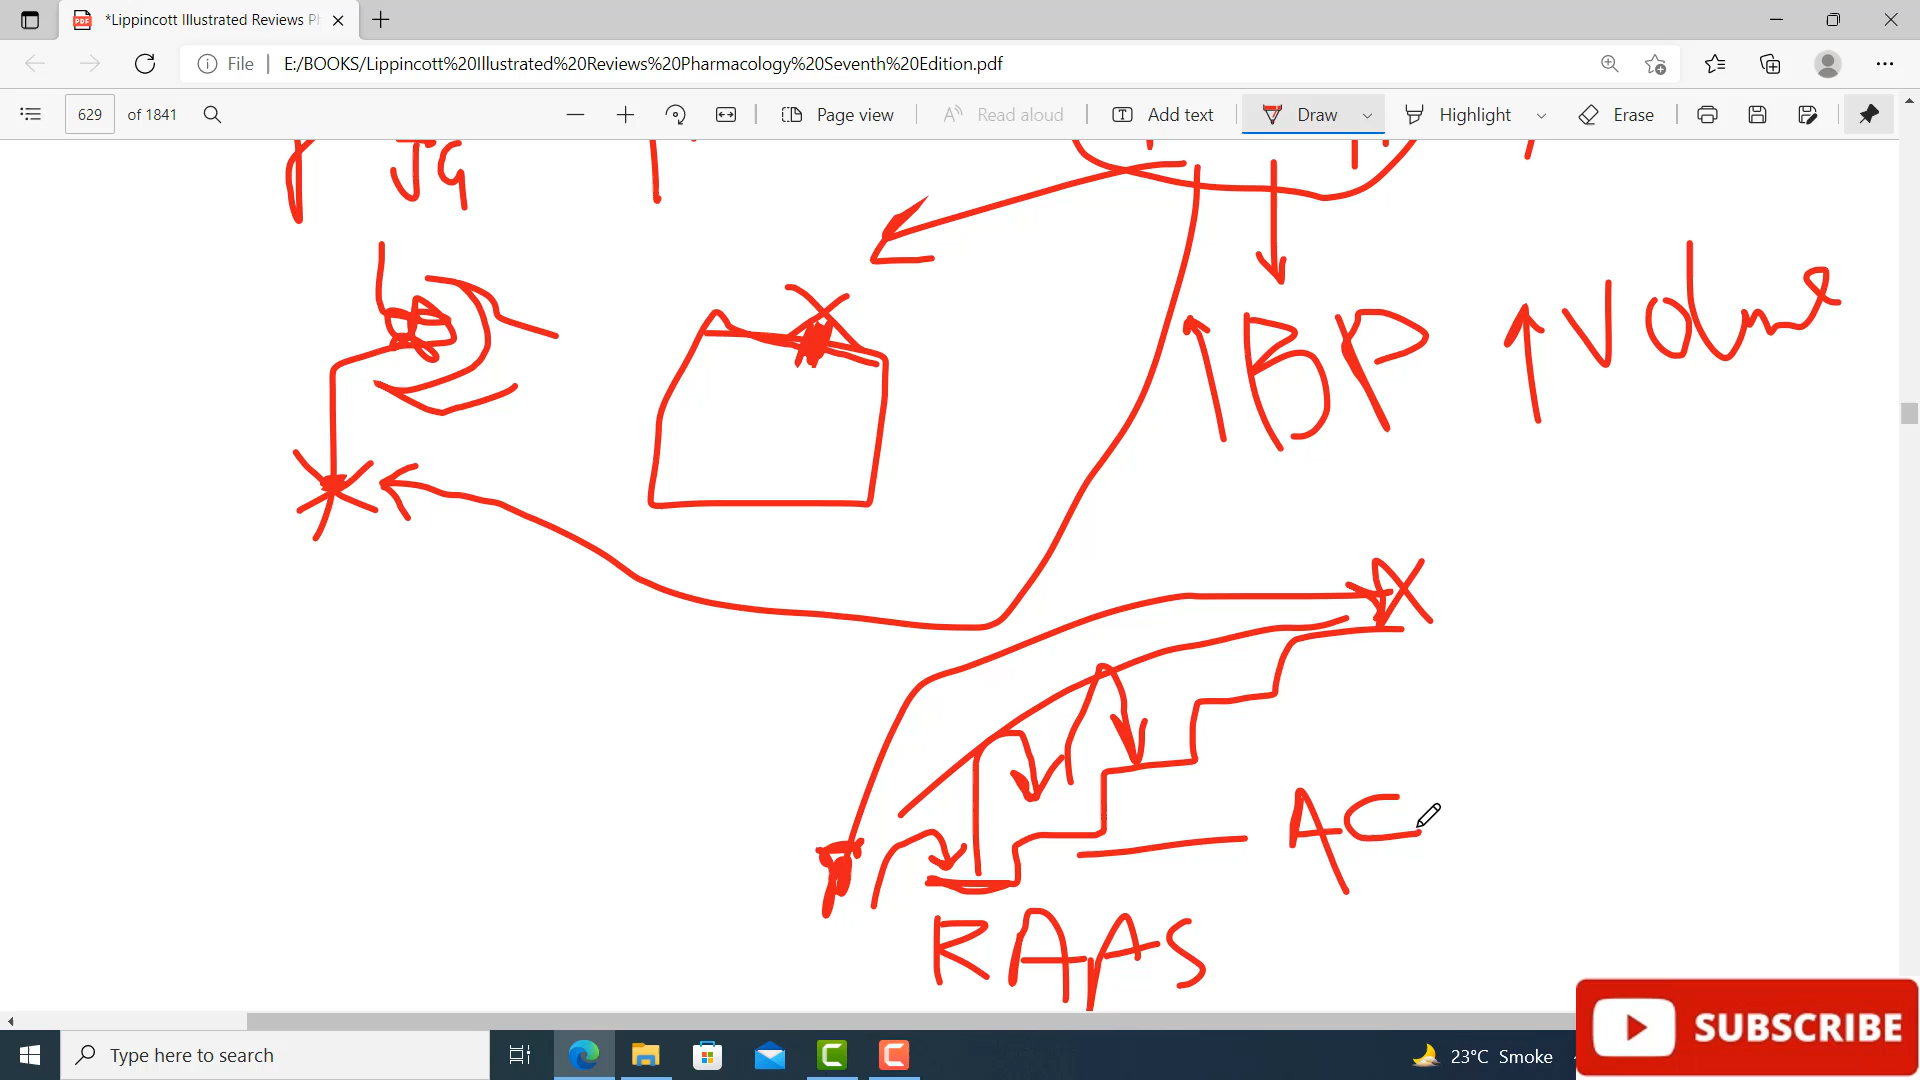 *Lippincott Illustrated Reviews P
File E:/BOOKS/Lippincott%20Illustrated%20Reviews%20Pharmacology%20Seventh%20Edition.pdf
629 of 1841 Page view Read aloud Add text Draw Highlight Erase
↑BP ↑volume
X
AC
RAAS
SUBSCRIBE
Type here to search 23°C Smoke